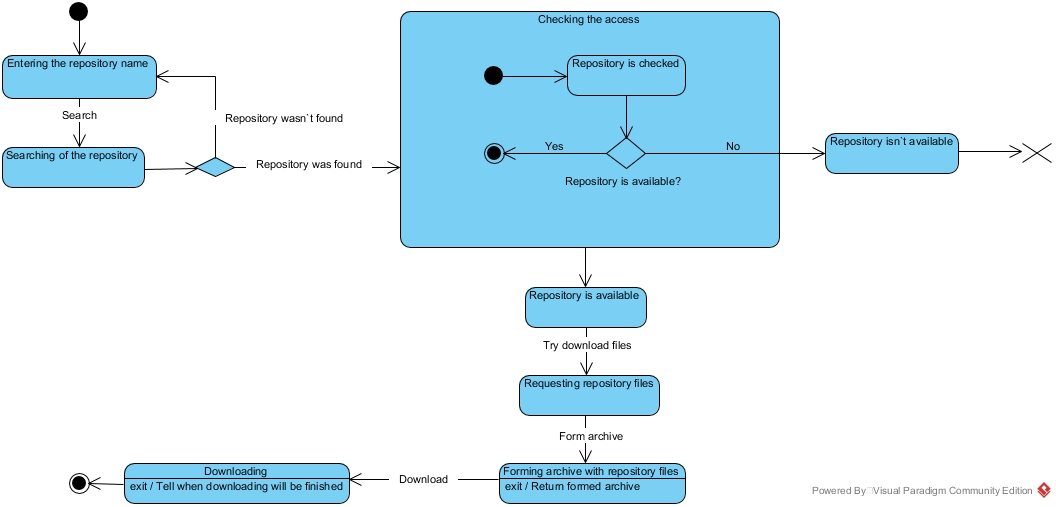 Checking the access
Entering the repository name
Repository is checked
Search
Repository wasn`t found
Searching of the repository
Repository was found
Yes
No
Repository isn`t available
Repository is available?
Repository is available
Try download files
Requesting repository files
Form archive
Downloading
exit / Tell when downloading will be finished
Download
Forming archive with repository files
exit / Return formed archive
Powered By Visual Paradigm Community Edition